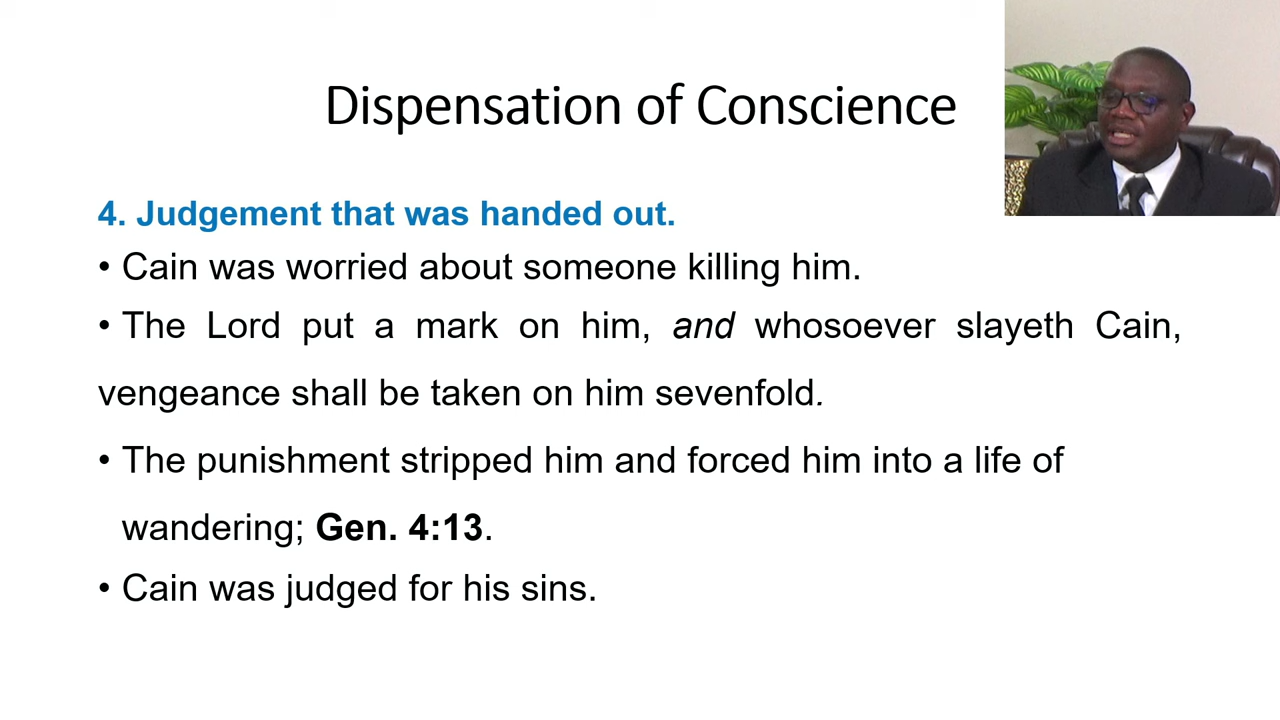 Dispensation of Conscience
4. Judgement that was handed out.
• Cain was worried about someone killing him.
• The Lord put a mark on him, and whosoever slayeth Cain,
vengeance shall be taken on him sevenfold.
• The punishment stripped him and forced him into a life of
wandering; Gen. 4:13.
• Cain was judged for his sins.